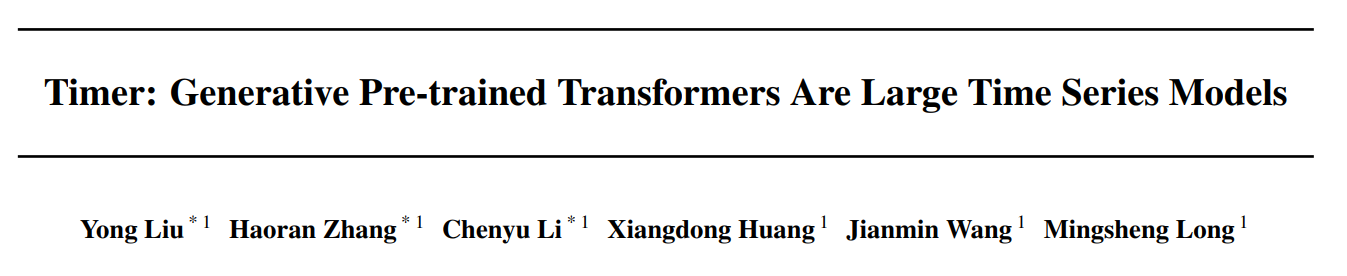 Timer: Generative Pre-trained Transformers Are Large Time Series Models
Yong Liu * 1 Haoran Zhang * 1 Chenyu Li * 1 Xiangdong Huang 1 Jianmin Wang 1 Mingsheng Long 1